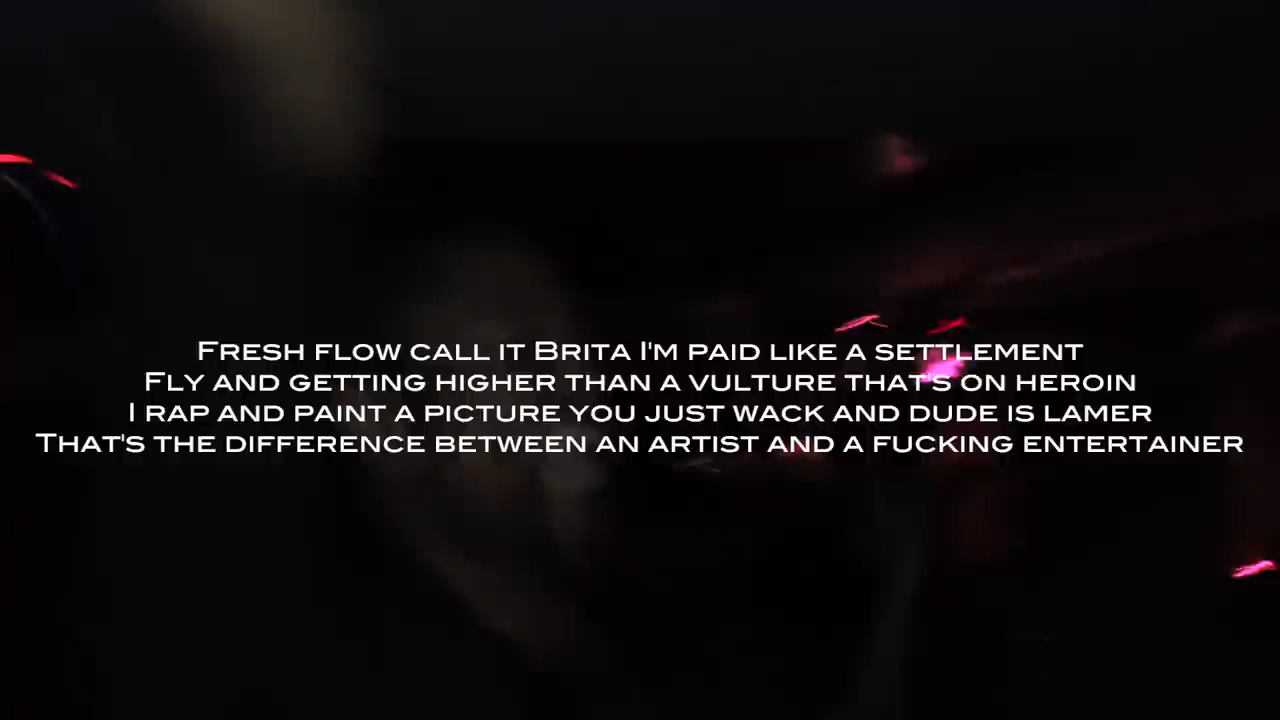 Fresh flow call it Brita I'm paid like a settlement
Fly and getting higher than a vulture that's on heroin
I rap and paint a picture you just wack and dude is lamer
That's the difference between an artist and a fucking entertainer